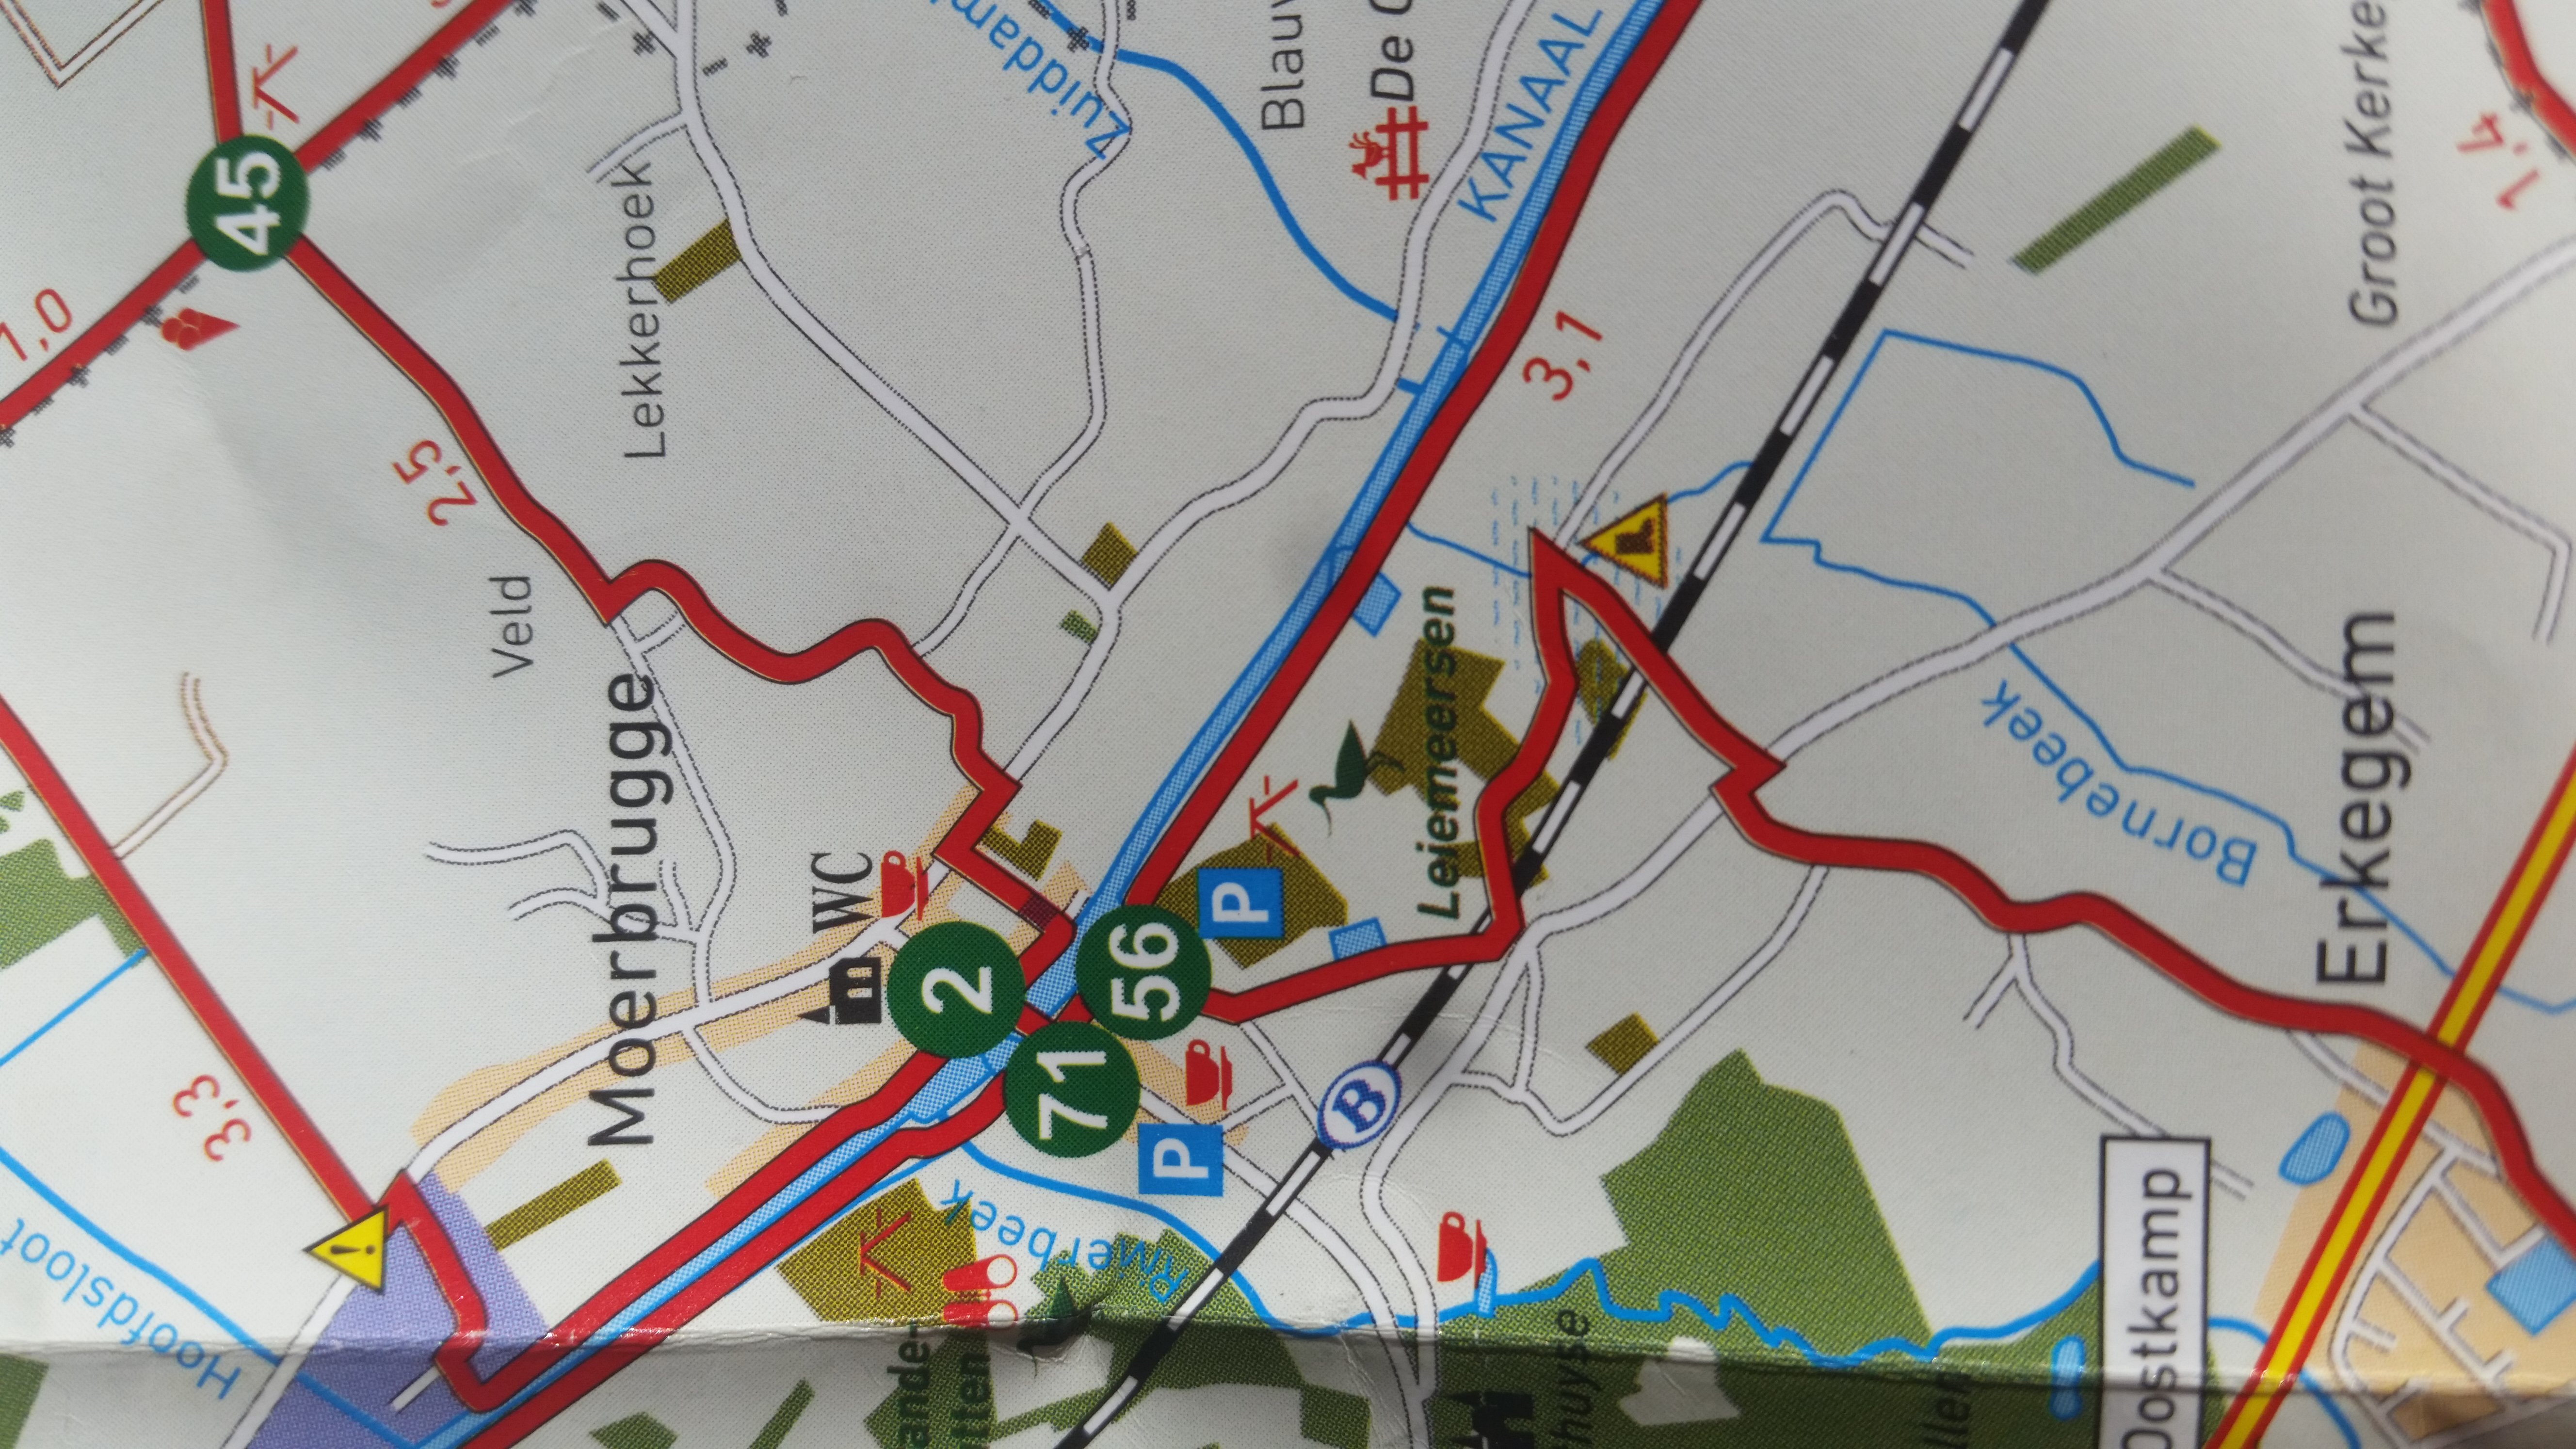 Hoofdsloot
1,0
3,3
45
2,5
Veld
Moerbrugge
Lekkerhoek
WC
2
Rivierbeek
71
56
P
P
Zuiddam
Blauw
De
B
Leiemeersen
KANAAL
3,1
huyse
Bornebeek
Oostkamp
Erkegem
Groot Kerke
1,4